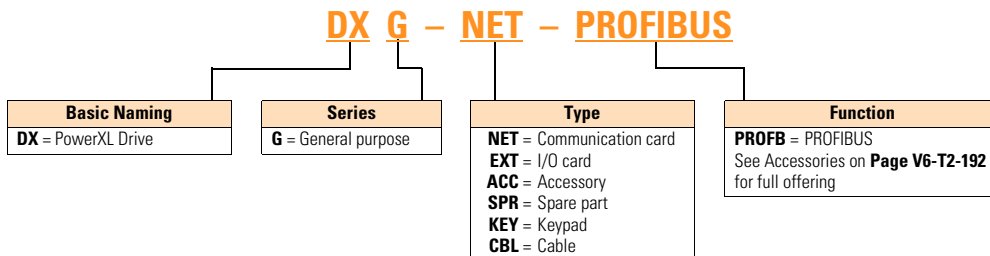 DX G – NET – PROFIBUS
Basic Naming
DX = PowerXL Drive
Series
G = General purpose
Type
NET = Communication card
EXT = I/O card
ACC = Accessory
SPR = Spare part
KEY = Keypad
CBL = Cable
Function
PROFB = PROFIBUS
See Accessories on Page V6-T2-192
for full offering